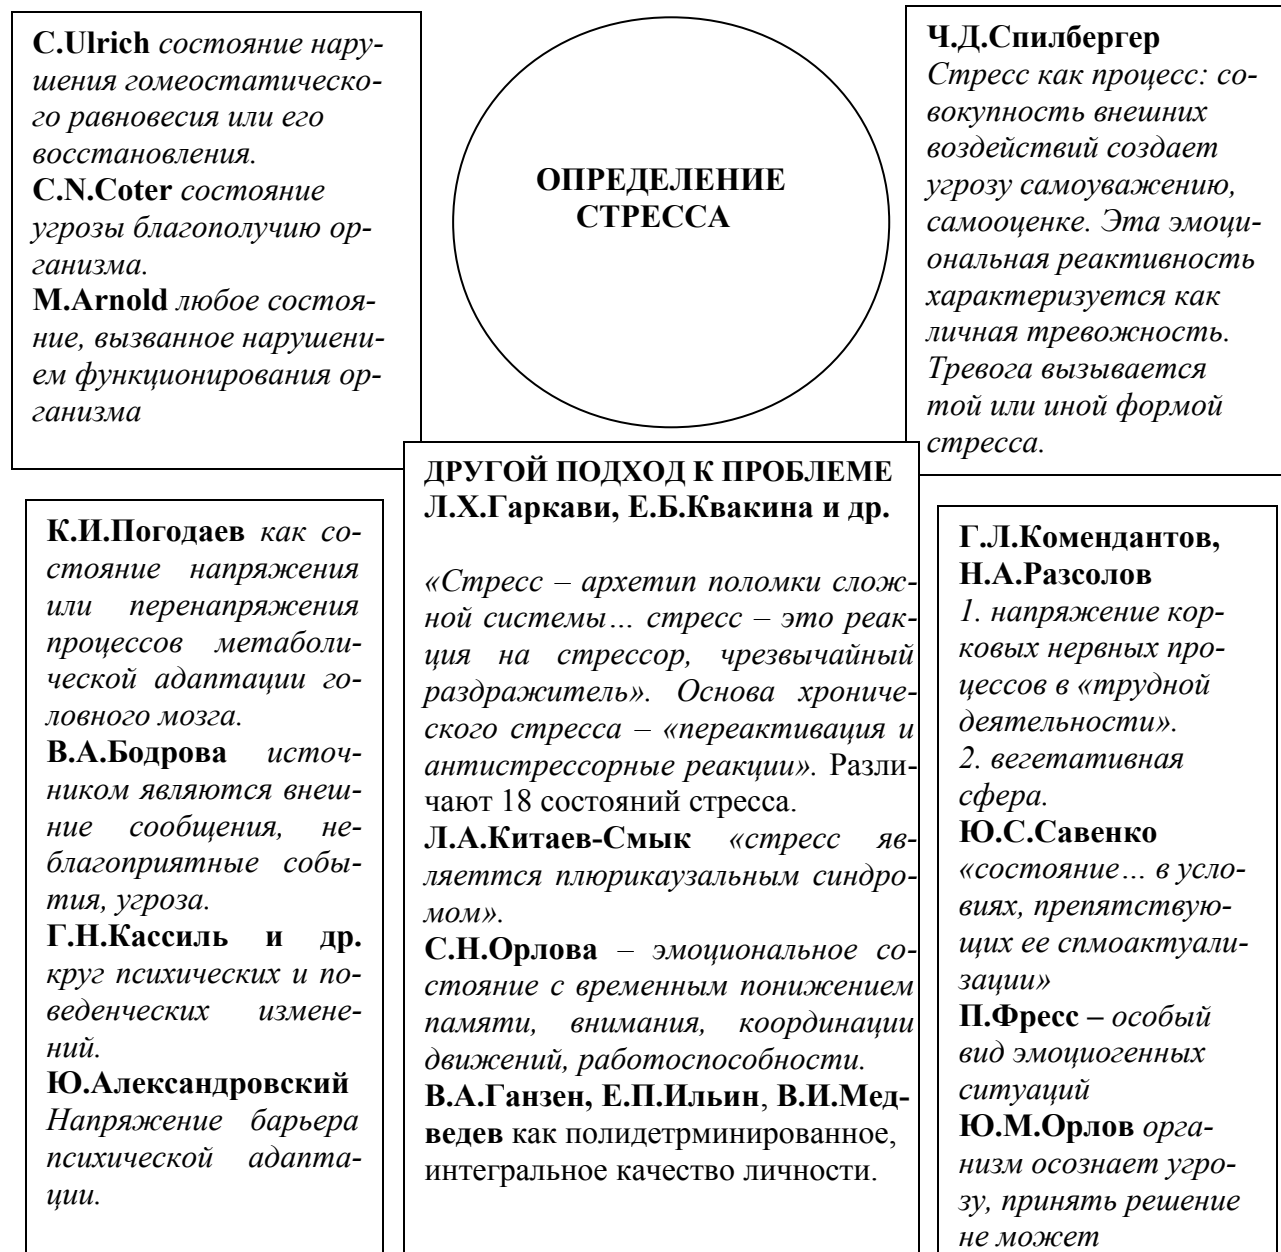 C.Ulrich состояние нару-
шения гомеостатическо-
го равновесия или его
восстановления.
C.N.Coter состояние
угрозы благополучию ор-
ганизма.
M.Arnold любое состоя-
ние, вызванное нарушени-
ем функционирования ор-
ганизма
ОПРЕДЕЛЕНИЕ
СТРЕССА
Ч.Д.Спилбергер
Стресс как процесс: со-
вокупность внешних
воздействий создает
угрозу самоуважению,
самооценке. Эта эмоци-
ональная реактивность
характеризуется как
личная тревожность.
Тревога вызывается
той или иной формой
стресса.
К.И.Погодаев как со-
стояние напряжения
или перенапряжения
процессов метаболи-
ческой адаптации го-
ловного мозга.
В.А.Бодрова источ-
ником являются внеш-
ние сообщения, не-
благоприятные собы-
тия, угроза.
Г.Н.Кассиль и др.
круг психических и по-
веденческих измене-
ний.
Ю.Александровский
Напряжение барьера
психической адапта-
ции.
ДРУГОЙ ПОДХОД К ПРОБЛЕМЕ
Л.Х.Гаркави, Е.Б.Квакина и др.
«Стресс – архетип поломки слож-
ной системы… стресс – это реак-
ция на стрессор, чрезвычайный
раздражитель». Основа хрониче-
ского стресса – «переактивация и
антистрессорные реакции». Разли-
чают 18 состояний стресса.
Л.А.Китаев-Смык «стресс яв-
ляеттся плюрикаузальным синдро-
мом».
С.Н.Орлова – эмоциональное со-
стояние с временным понижением
памяти, внимания, координации
движений, работоспособности.
В.А.Ганзен, Е.П.Ильин, В.И.Мед-
ведев как полидетрминированное,
интегральное качество личности.
Г.Л.Комендантов,
Н.А.Разсолов
1. напряжение кор-
ковых нервных про-
цессов в «трудной
деятельности».
2. вегетативная
сфера.
Ю.С.Савенко
«состояние… в усло-
виях, препятствую-
щих ее спмоактуали-
зации»
П.Фресс – особый
вид эмоциогенных
ситуаций
Ю.М.Орлов орга-
низм осознает угро-
зу, принять решение
не может